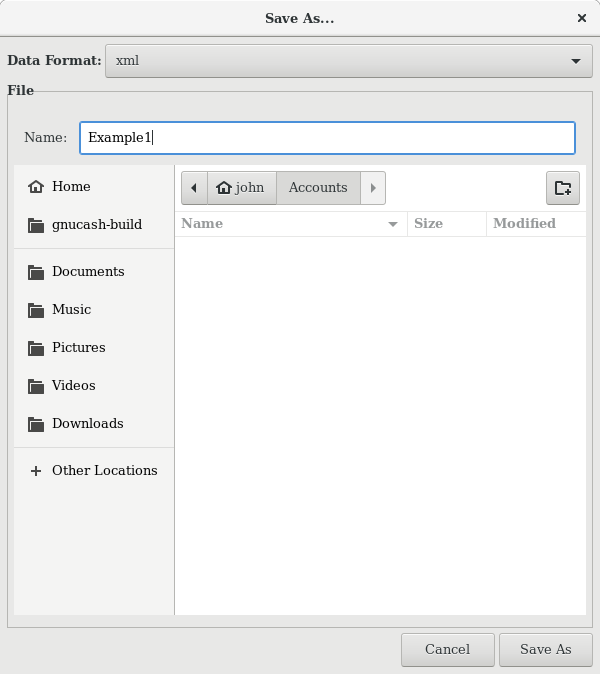 Save As...
Data Format: xml
File
Name: Example1
Home
gnucash-build
Documents
Music
Pictures
Videos
Downloads
Other Locations
john Accounts
Name Size Modified
Cancel Save As